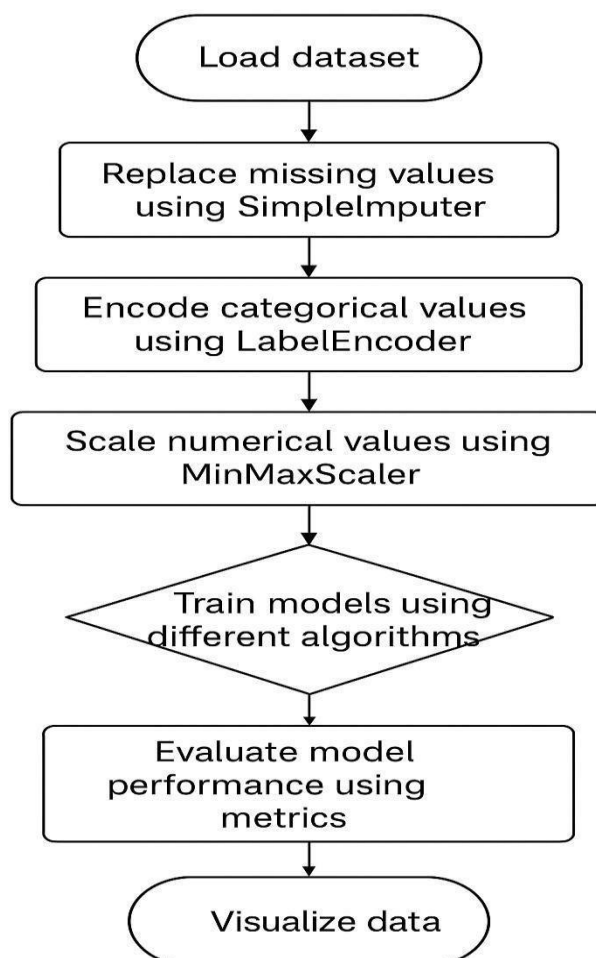 Load dataset
Replace missing values
using SimpleImputer
Encode categorical values
using LabelEncoder
Scale numerical values using
MinMaxScaler
Train models using
different algorithms
Evaluate model
performance using
metrics
Visualize data